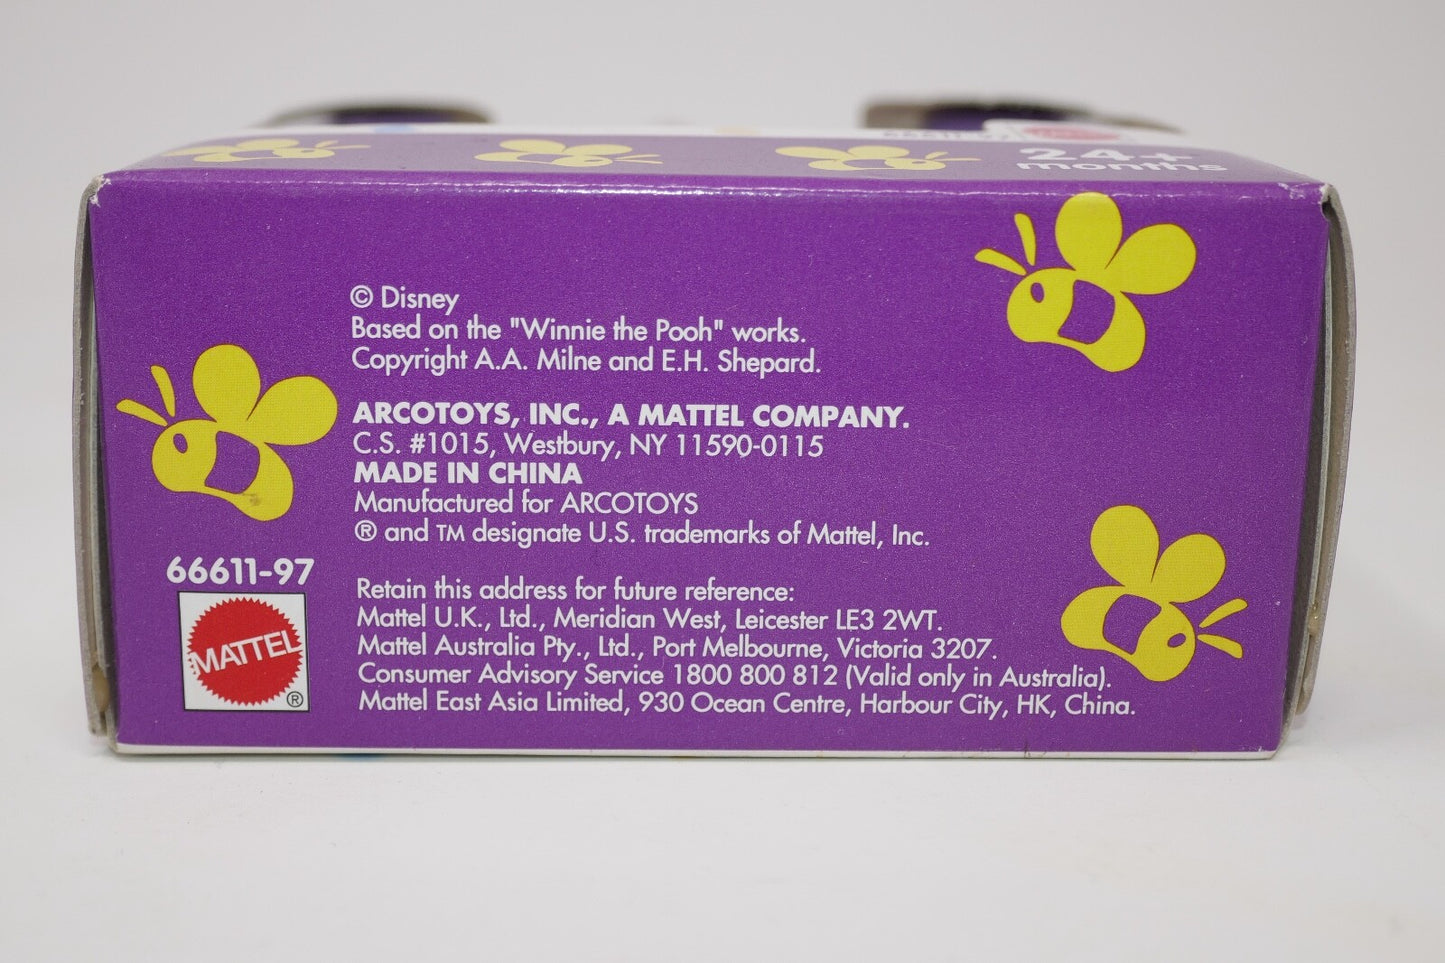 66611-97
24+
months
© Disney
Based on the "Winnie the Pooh" works.
Copyright A.A. Milne and E.H. Shepard.
ARCOTOYS, INC., A MATTEL COMPANY.
C.S. #1015, Westbury, NY 11590-0115
MADE IN CHINA
Manufactured for ARCOTOYS
® and TM designate U.S. trademarks of Mattel, Inc.
66611-97
MATTEL
®
Retain this address for future reference:
Mattel U.K., Ltd., Meridian West, Leicester LE3 2WT.
Mattel Australia Pty., Ltd., Port Melbourne, Victoria 3207.
Consumer Advisory Service 1800 800 812 (Valid only in Australia).
Mattel East Asia Limited, 930 Ocean Centre, Harbour City, HK, China.